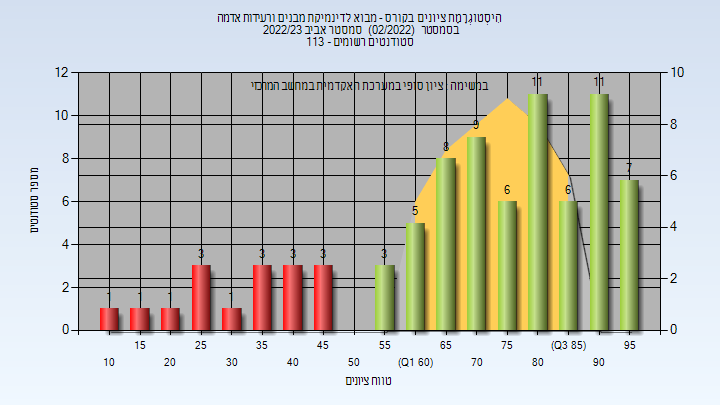 הִיסְטוֹגְרָמַת ציונים בקורס - מבוא לדינמיקת מבנים ורעידות אדמה
בסמסטר (02/2022) סמסטר אביב 2022/23
סטודנטים רשומים - 113
במשימה : ציון סופי במערכת האקדמית במחשב המרכזי
מספר סטודנטים
12 10 8 6 4 2 0
10 8 6 4 2 0
1 1 1 3 1 3 3 3 3 5 8 9 6 11 6 11 7
15 25 35 45 55 65 75 (Q3 85) 95
10 20 30 40 50 (Q1 60) 70 80 90
טווח ציונים